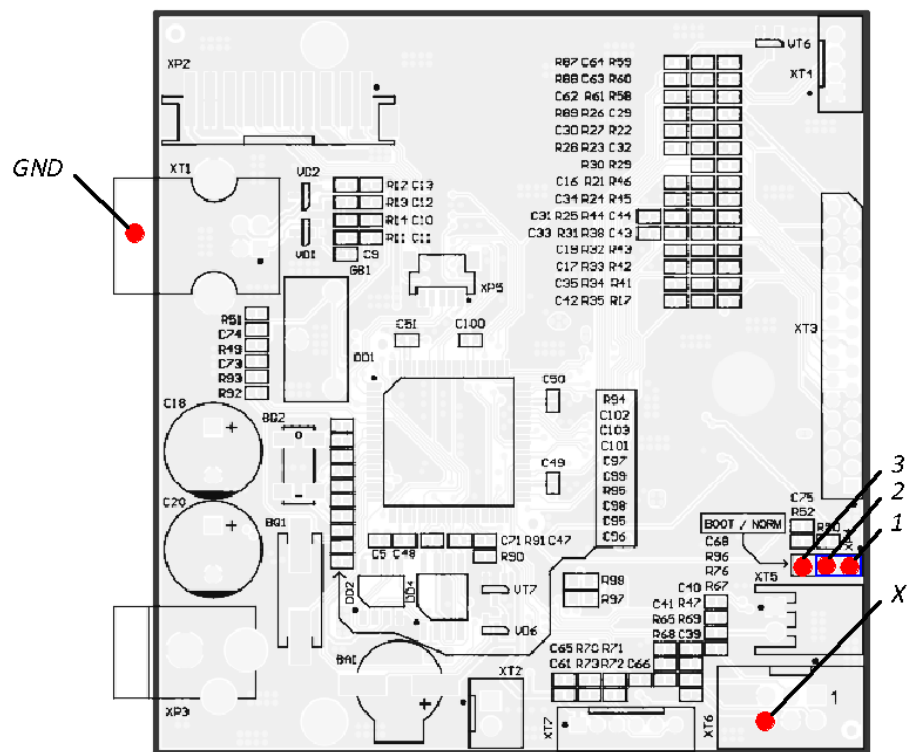 VT6
XP2
XT4
R87 C64 R59
R88 C63 R60
C62 R61 R58
R89 R26 C29
C30 R27 R22
R28 R23 C32
R30 R29
C16 R21 R46
C34 R24 R45
C31 R25 R44 C44
C33 R31 R38 C43
C19 R32 R43
C17 R33 R42
C35 R34 R41
C42 R35 R17
GND
XT1
VD2
R12 C13
R13 C12
R14 C10
R11 C11
VD1
C9
GB1
XP5
XT3
R51
C74
R49
C73
R93
R92
C51
C100
DD1
C50
C18
BQ2
R94
C102
C103
C101
C97
C99
R95
C98
C95
C96
C49
C20
BQ1
3
2
1
C75
R52
BOOT / NORM
C68
R96
R76
R67
C5 C48
C71 R91 C47
R90
XT5
DD2
DD4
VT7
VD6
R98
R97
C40
C41 R47
R65 R69
R68 C39
X
BA1
XT2
C65 R70 R71
C61 R73 R72 C66
XP3
XT7
XT6
1